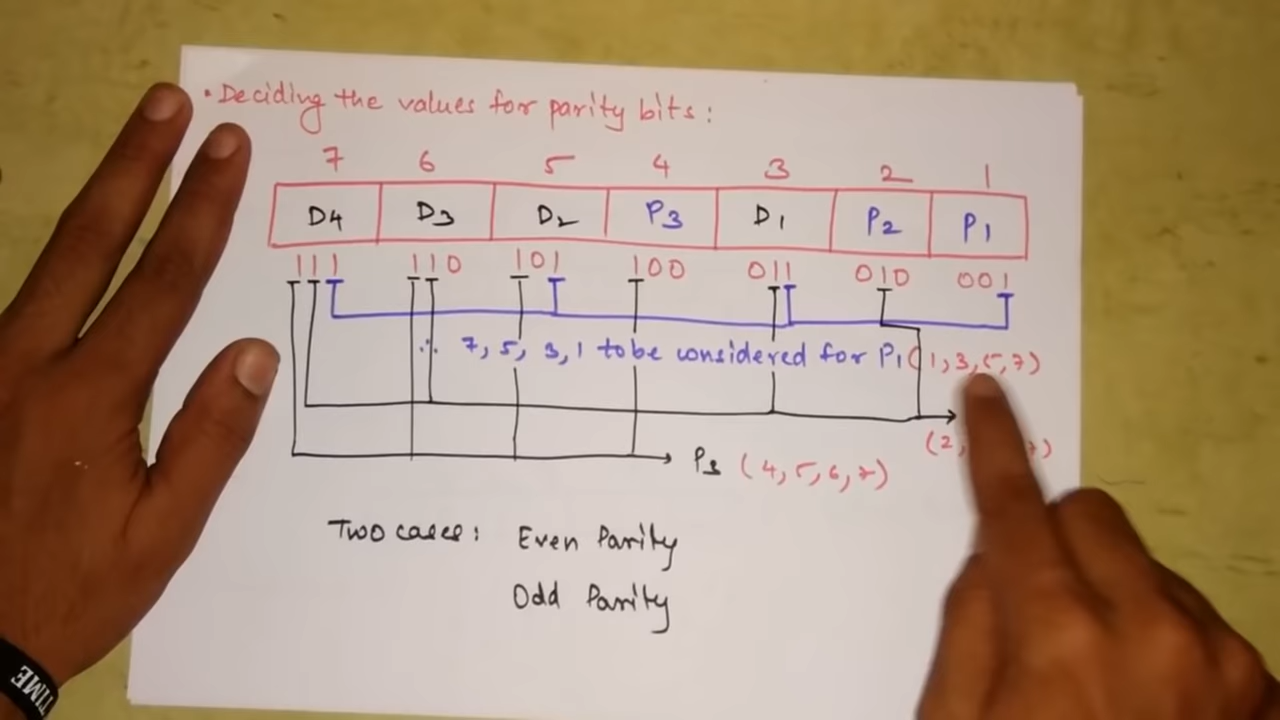 • Deciding the values for parity bits :
7 6 5 4 3 2 1
D4 D3 D2 P3 D1 P2 P1
111 110 101 100 011 010 001
∴ 7, 5, 3, 1 to be considered for P1 (1,3,5,7)
(2,
P3 (4,5,6,7)
Two cases : Even Parity
Odd Parity
TIME